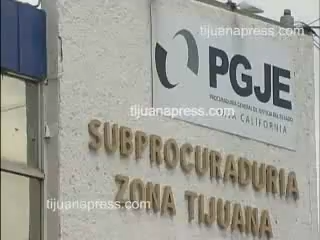 tijuanapress.com
PGJE
PROCURADURIA GENERAL DE JUSTICIA DEL ESTADO
CALIFORNIA
tijuanapress.com
SUBPROCURADURIA
ZONA TIJUANA
tijuanapress.com